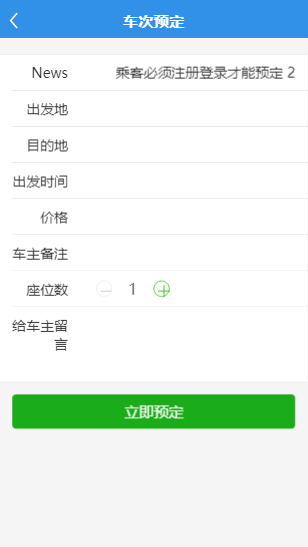 车次预定
News 乘客必须注册登录才能预定 2
出发地
目的地
出发时间
价格
车主备注
座位数 1
给车主留
言
立即预定